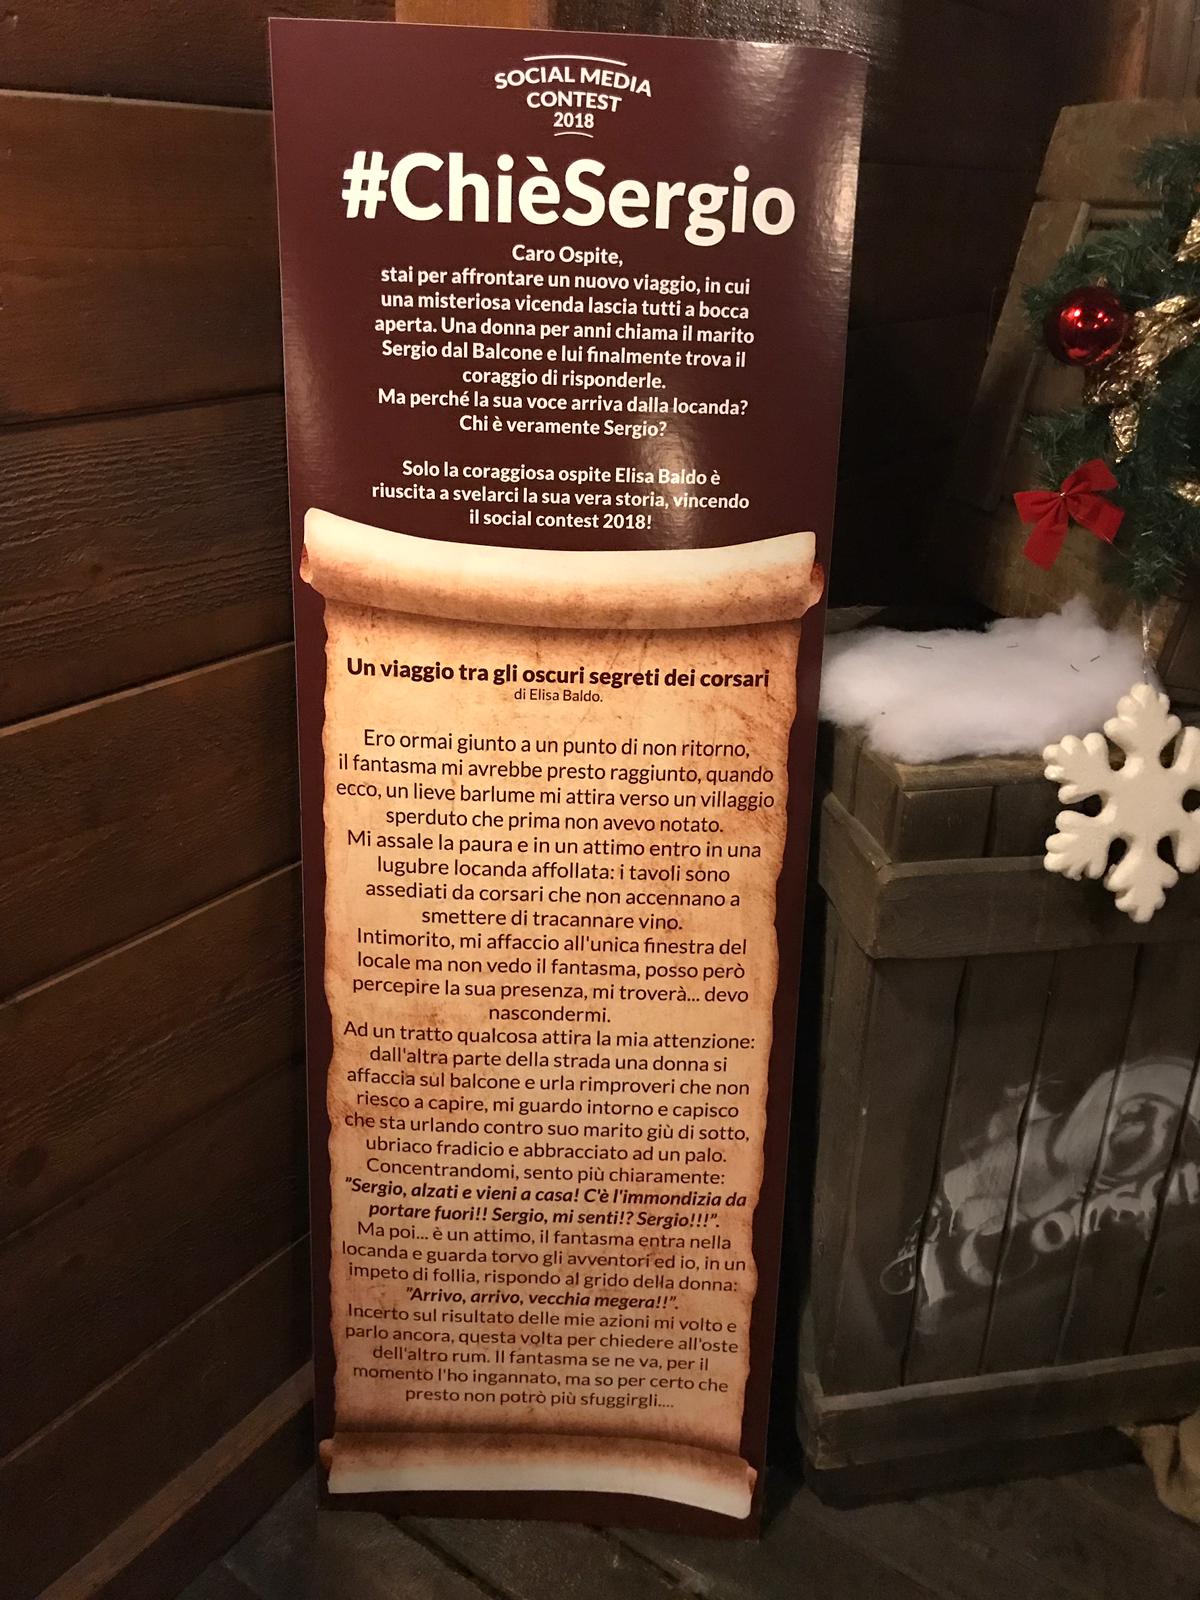 SOCIAL MEDIA
CONTEST
2018
#ChièSergio
Caro Ospite,
stai per affrontare un nuovo viaggio, in cui
una misteriosa vicenda lascia tutti a bocca
aperta. Una donna per anni chiama il marito
Sergio dal Balcone e lui finalmente trova il
coraggio di risponderle.
Ma perché la sua voce arriva dalla locanda?
Chi è veramente Sergio?
Solo la coraggiosa ospite Elisa Baldo è
riuscita a svelarci la sua vera storia, vincendo
il social contest 2018!
Un viaggio tra gli oscuri segreti dei corsari
di Elisa Baldo.
Ero ormai giunto a un punto di non ritorno,
il fantasma mi avrebbe presto raggiunto, quando
ecco, un lieve barlume mi attira verso un villaggio
sperduto che prima non avevo notato.
Mi assale la paura e in un attimo entro in una
lugubre locanda affollata: i tavoli sono
assediati da corsari che non accennano a
smettere di tracannare vino.
Intimorito, mi affaccio all'unica finestra del
locale ma non vedo il fantasma, posso però
percepire la sua presenza, mi troverà... devo
nascondermi.
Ad un tratto qualcosa attira la mia attenzione:
dall'altra parte della strada una donna si
affaccia sul balcone e urla rimproveri che non
riesco a capire, mi guardo intorno e capisco
che sta urlando contro suo marito giù di sotto,
ubriaco fradicio e abbracciato ad un palo.
Concentrandomi, sento più chiaramente:
"Sergio, alzati e vieni a casa! C'è l'immondizia da
portare fuori!! Sergio, mi senti!? Sergio!!!".
Ma poi... è un attimo, il fantasma entra nella
locanda e guarda torvo gli avventori ed io, in un
impeto di follia, rispondo al grido della donna:
"Arrivo, arrivo, vecchia megera!!".
Incerto sul risultato delle mie azioni mi volto e
parlo ancora, questa volta per chiedere all'oste
dell'altro rum. Il fantasma se ne va, per il
momento l'ho ingannato, ma so per certo che
presto non potrò più sfuggirgli....